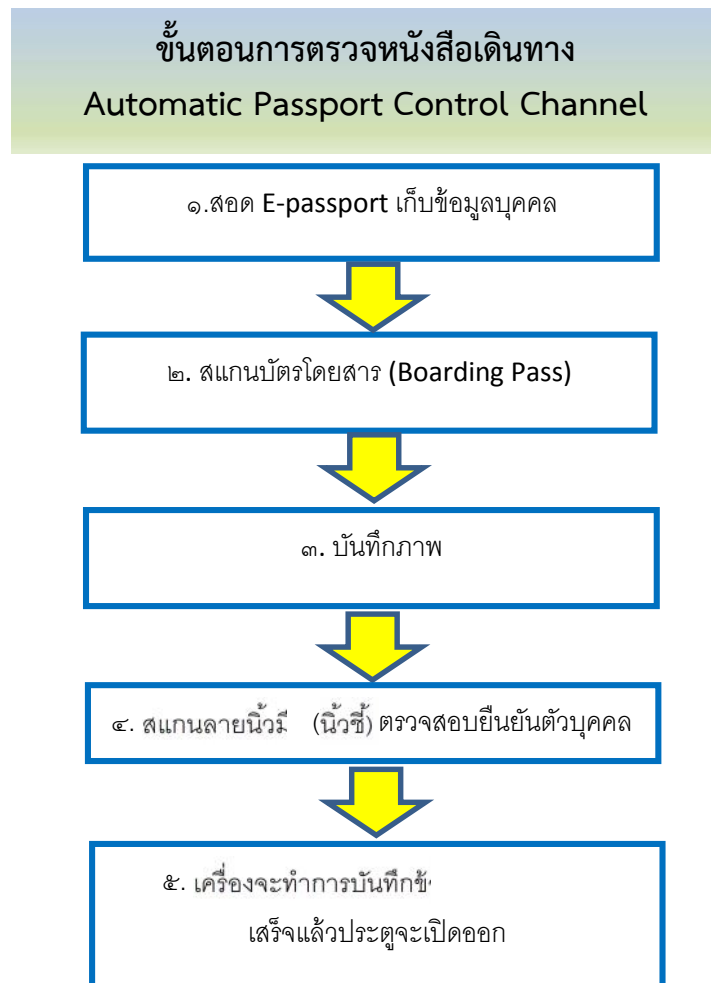 ขั้นตอนการตรวจหนังสือเดินทาง
Automatic Passport Control Channel
๑.สอด E-passport เก็บข้อมูลบุคคล
๒. สแกนบัตรโดยสาร (Boarding Pass)
๓. บันทึกภาพ
๔. สแกนลายนิ้วมื (นิ้วชี้) ตรวจสอบยืนยันตัวบุคคล
๕. เครื่องจะทำการบันทึก
เสร็จแล้วประตูจะเปิดออก